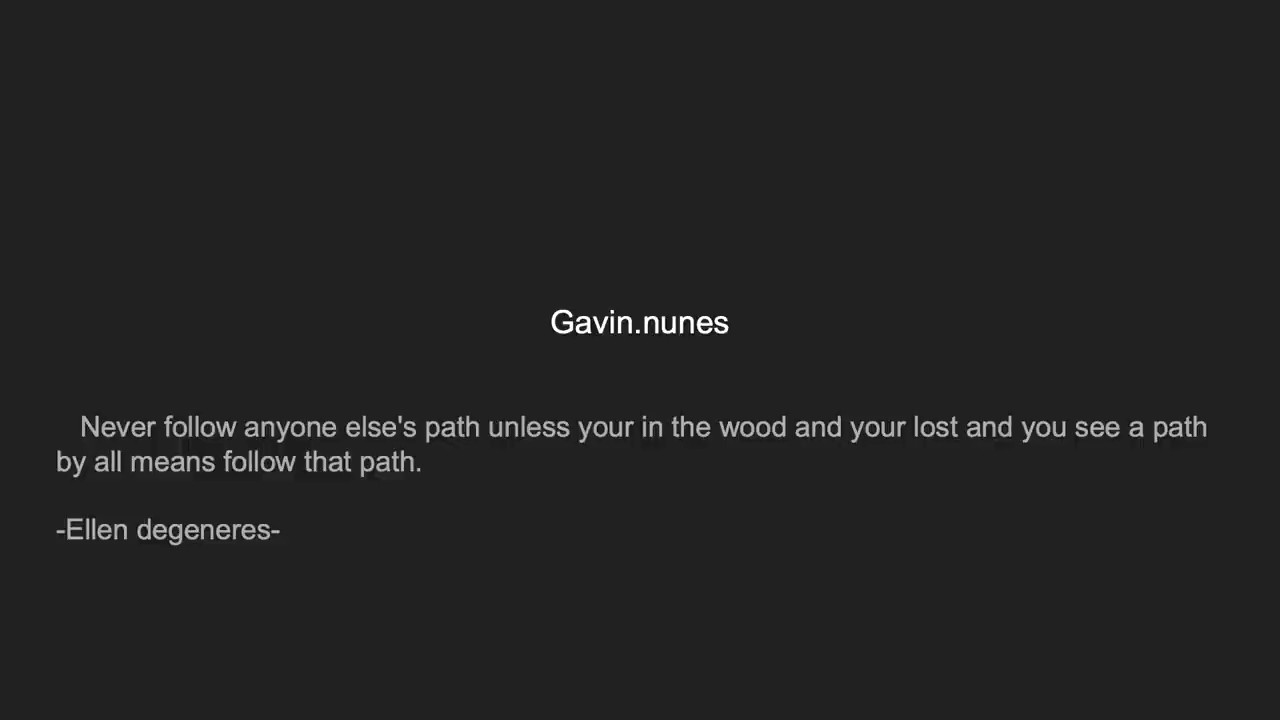 Gavin.nunes
Never follow anyone else's path unless your in the wood and your lost and you see a path
by all means follow that path.
-Ellen degeneres-